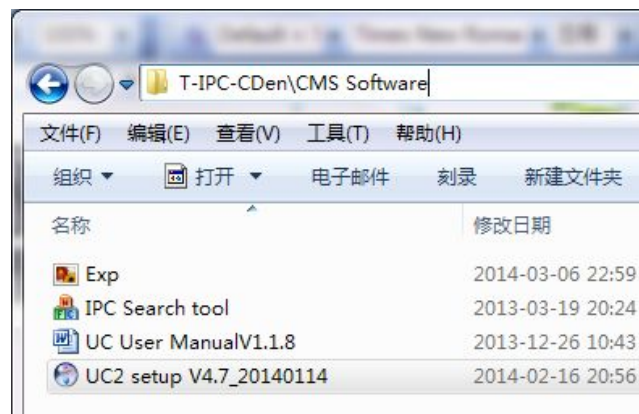 T-IPC-CDen\CMS Software
文件(F) 编辑(E) 查看(V) 工具(T) 帮助(H)
组织 打开 电子邮件 刻录 新建文件夹
名称 修改日期
Exp 2014-03-06 22:59
IPC Search tool 2013-03-19 20:24
UC User ManualV1.1.8 2013-12-26 10:43
UC2 setup V4.7_20140114 2014-02-16 20:56